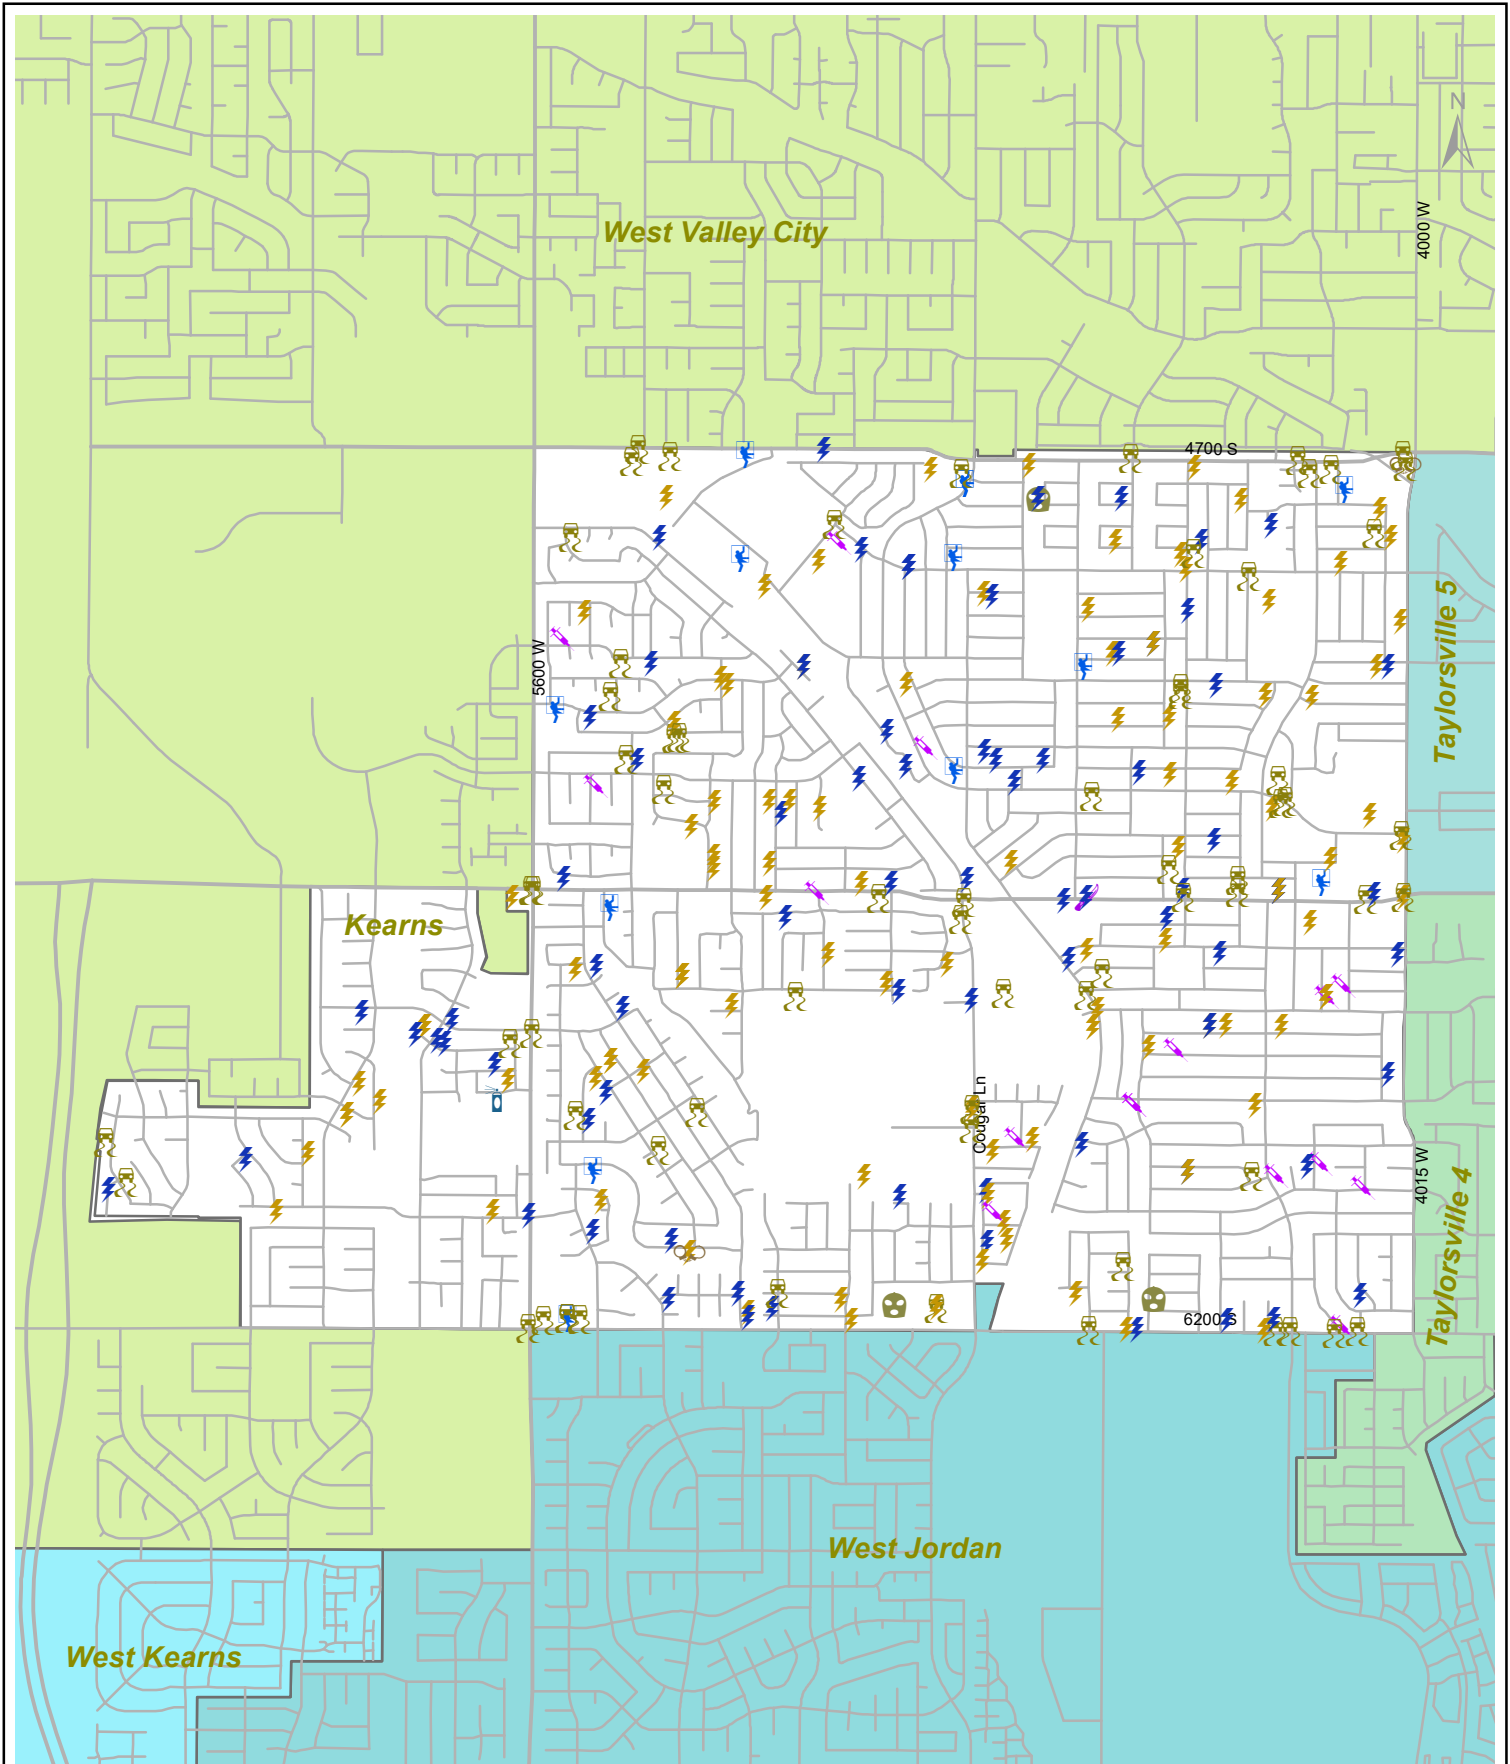 N
4000 W
West Valley City
4700 S
Taylorsville 5
5600 W
Kearns
Cougar Ln
4015 W
Taylorsville 4
6200 S
West Jordan
West Kearns